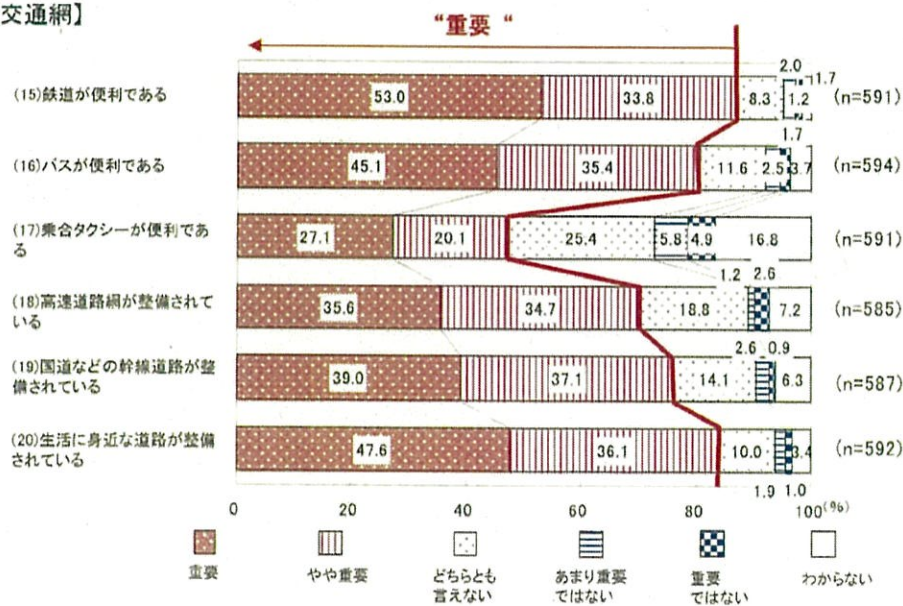 交通網】
“重要 “
2.0
1.7
(15)鉄道が便利である
53.0 33.8 8.3 1.2 (n=591)
1.7
(16)バスが便利である
45.1 35.4 11.6 2.5 3.7 (n=594)
(17)乗合タクシーが便利であ
る
27.1 20.1 25.4 5.8 4.9 16.8 (n=591)
1.2 2.6
(18)高速道路網が整備されて
いる
35.6 34.7 18.8 7.2 (n=585)
2.6 0.9
(19)国道などの幹線道路が整
備されている
39.0 37.1 14.1 6.3 (n=587)
(20)生活に身近な道路が整備
されている
47.6 36.1 10.0 3.4 (n=592)
1.9 1.0
0 20 40 60 80 100(%)
重要
やや重要
どちらとも
言えない
あまり重要
ではない
重要
ではない
わからない